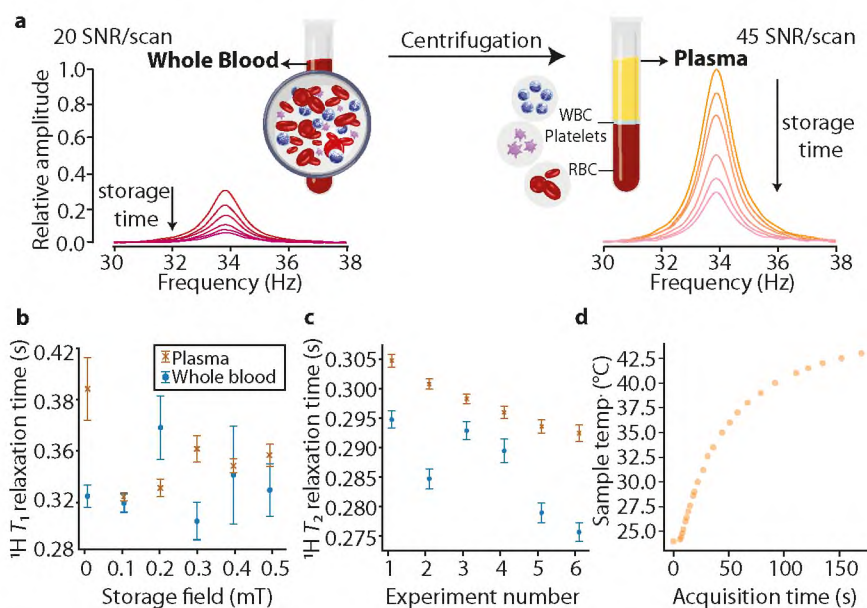 a
20 SNR/scan
Whole Blood
Centrifugation
Plasma
45 SNR/scan
WBC
Platelets
RBC
storage
time
storage
time
Relative amplitude
1.0
0.8
0.6
0.4
0.2
0.0
30 32 34 36 38
Frequency (Hz)
30 32 34 36 38
Frequency (Hz)
b
¹H T₁ relaxation time (s)
0.42
0.38
0.36
0.32
0.28
Plasma
Whole blood
0 0.1 0.2 0.3 0.4 0.5
Storage field (mT)
c
¹H T₂ relaxation time (s)
0.305
0.295
0.285
0.275
1 2 3 4 5 6
Experiment number
d
Sample temp. (°C)
42.5
40.0
37.5
35.0
32.5
30.0
27.5
25.0
0 50 100 150
Acquisition time (s)